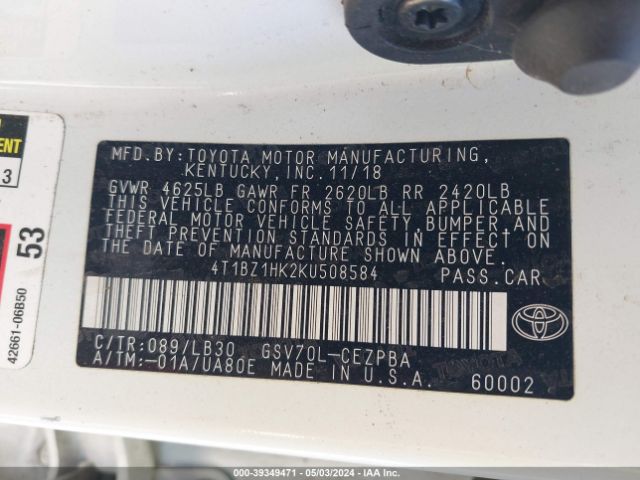 MFD. BY: TOYOTA MOTOR MANUFACTURING,
KENTUCKY, INC. 11/18
GVWR 4625LB GAWR FR 2620LB RR 2420LB
THIS VEHICLE CONFORMS TO ALL APPLICABLE
FEDERAL MOTOR VEHICLE SAFETY, BUMPER, AND
THEFT PREVENTION STANDARDS IN EFFECT ON
THE DATE OF MANUFACTURE SHOWN ABOVE.
4T1BZ1HK2KU508584 PASS. CAR
C/TR: 089/LB30 GSV70L-CEZPBA
A/TM: -01A/UA80E MADE IN U.S.A. 60002
TOYOTA
53
42661-06B50
3
000-39349471 - 05/03/2024 - IAA Inc.